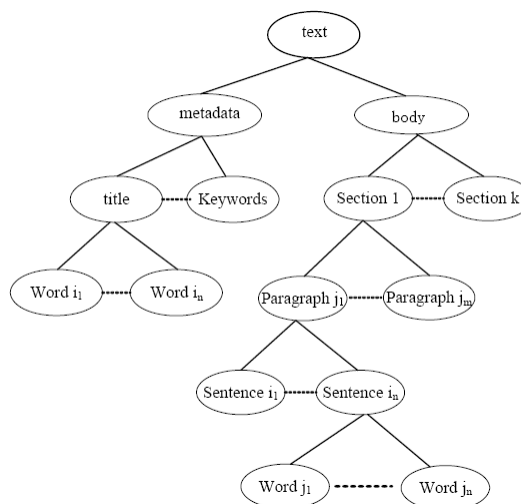 text
metadata
body
title
Keywords
Section 1
Section k
Word i₁
Word iₙ
Paragraph j₁
Paragraph jₘ
Sentence i₁
Sentence iₙ
Word j₁
Word jₙ